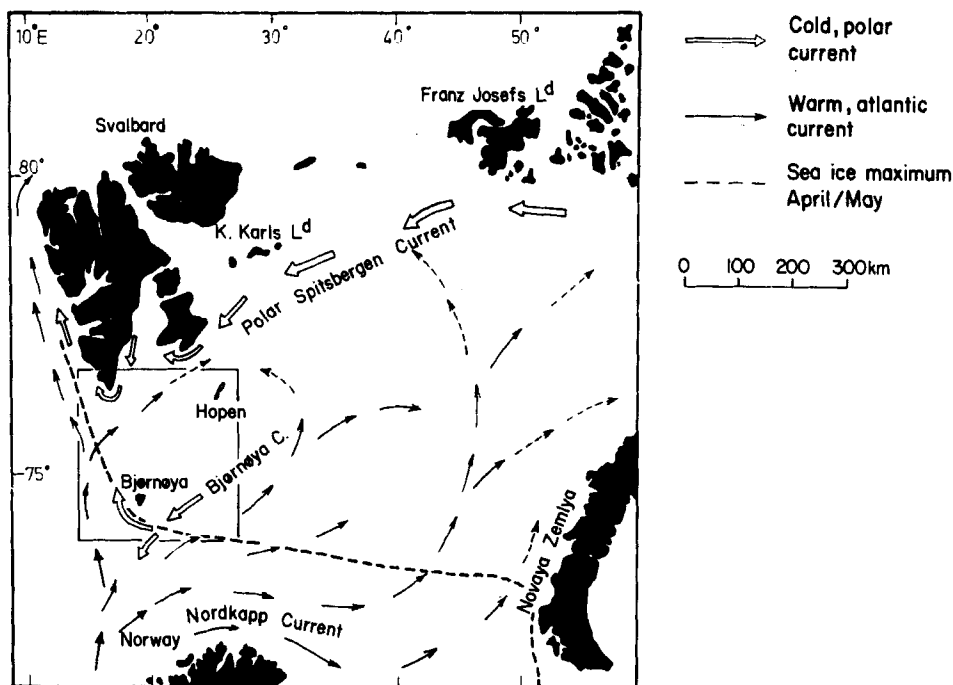 10°E 20° 30° 40° 50°
Franz Josefs Lᵈ
Svalbard
80°
K. Karls Lᵈ
Polar Spitsbergen Current
Hopen
Bjørnøya C.
75°
Bjørnøya
Novaya Zemlya
Nordkapp Current
Norway
Cold, polar
current
Warm, atlantic
current
Sea ice maximum
April/May
0 100 200 300km